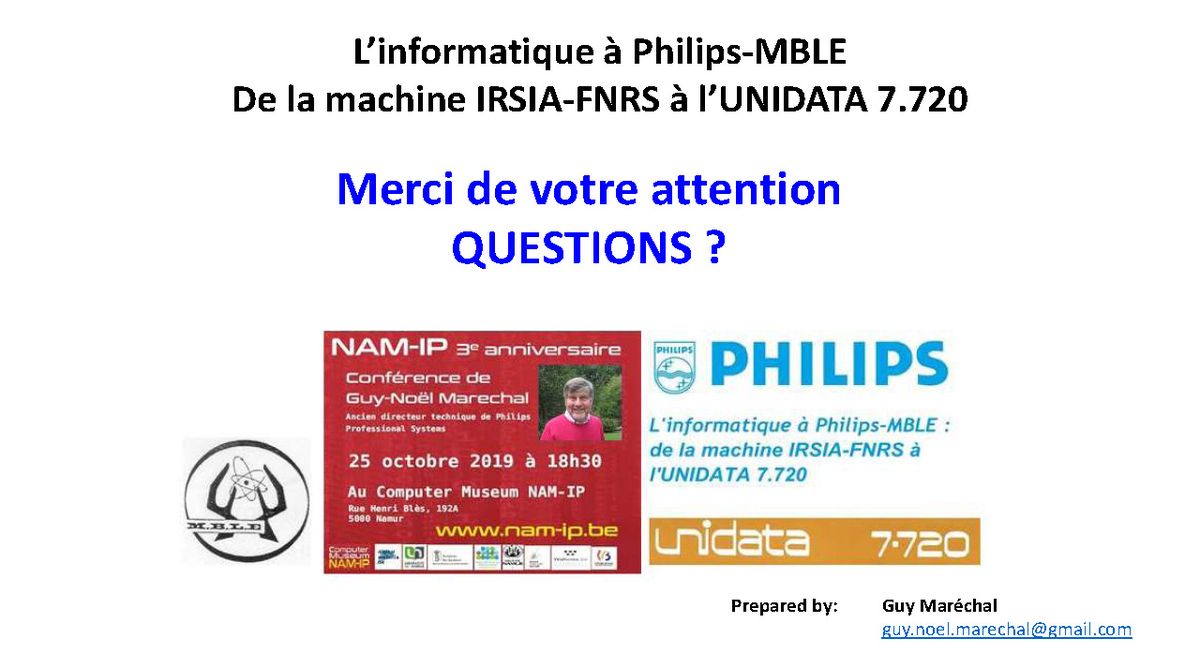 L’informatique à Philips-MBLE
De la machine IRSIA-FNRS à l’UNIDATA 7.720
Merci de votre attention
QUESTIONS ?
M.B.L.E
NAM-IP 3e anniversaire
Conférence de
Guy-Noël Marechal
Ancien directeur technique de Philips
Professional Systems
25 octobre 2019 à 18h30
Au Computer Museum NAM-IP
Rue Henri Blès, 192A
5000 Namur
www.nam-ip.be
Computer
Museum
NAM-IP
PHILIPS
PHILIPS
L'informatique à Philips-MBLE :
de la machine IRSIA-FNRS à
l'UNIDATA 7.720
unidata 7·720
Prepared by: Guy Maréchal
guy.noel.marechal@gmail.com